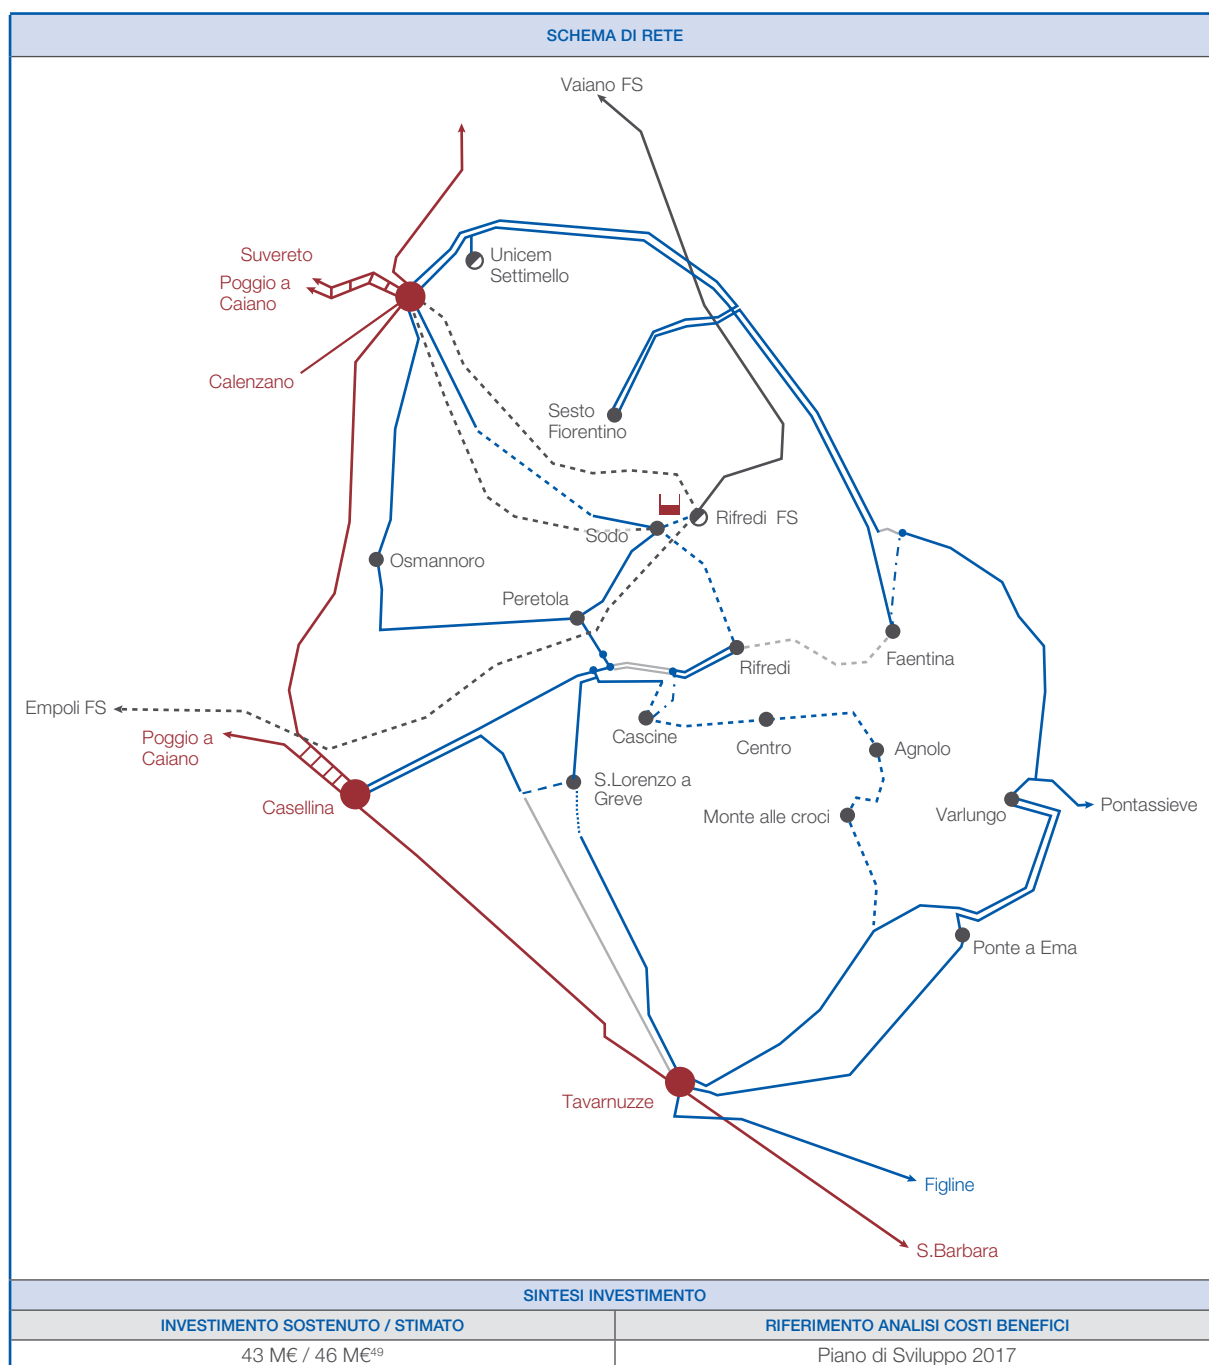 SCHEMA DI RETE
Vaiano FS
Suvereto
Poggio a
Caiano
Unicem
Settimello
Calenzano
Sesto
Fiorentino
Sodo
Rifredi FS
Osmannoro
Peretola
Rifredi
Faentina
Empoli FS
Poggio a
Caiano
Cascine
Centro
Agnolo
Casellina
S.Lorenzo a
Greve
Monte alle croci
Varlungo
Pontassieve
Ponte a Ema
Tavarnuzze
Figline
S.Barbara
SINTESI INVESTIMENTO
INVESTIMENTO SOSTENUTO / STIMATO
RIFERIMENTO ANALISI COSTI BENEFICI
43 M€ / 46 M€⁴⁹
Piano di Sviluppo 2017